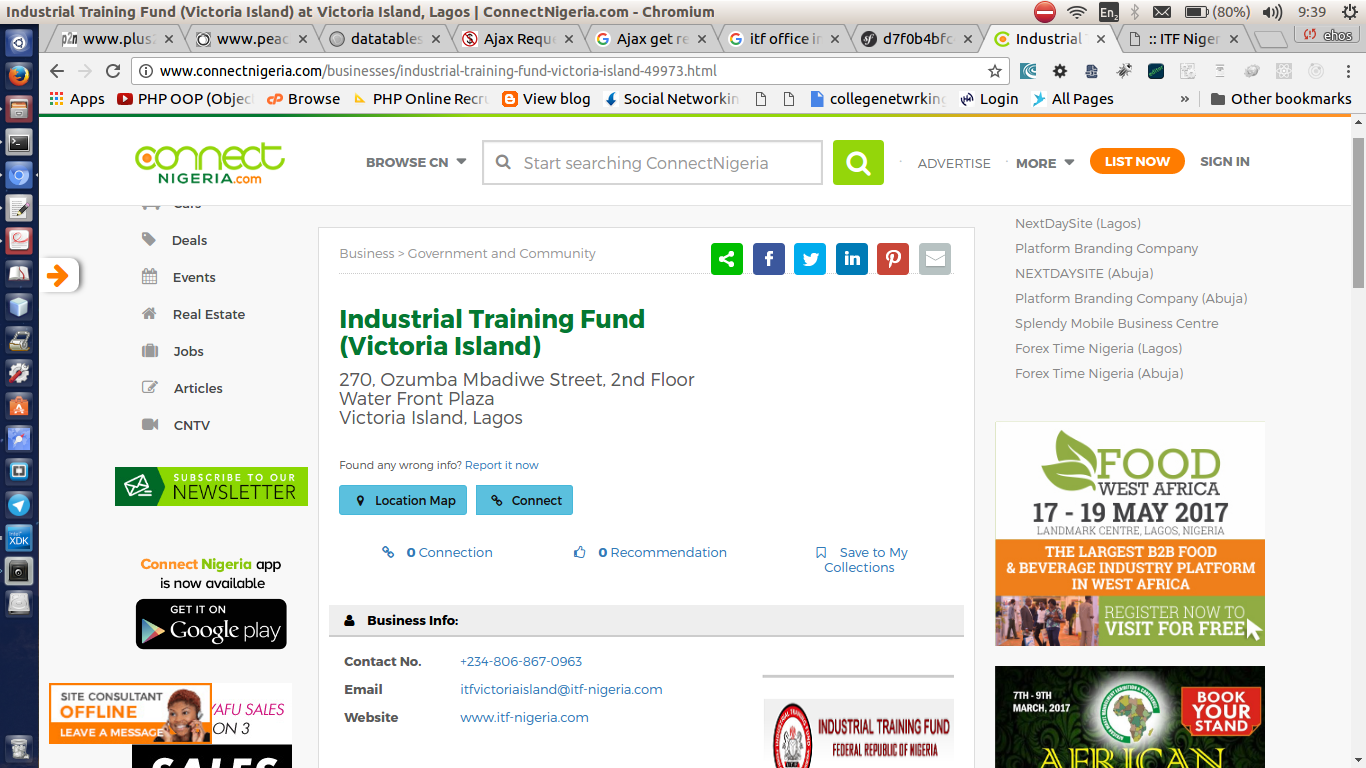 Industrial Training Fund (Victoria Island) at Victoria Island, Lagos | ConnectNigeria.com - Chromium
En2
(80%)
9:39
www.plus
www.peac
datatables
Ajax Requ
Ajax get re
itf office in
d7f0b4bfc
Industrial
:: ITF Niger
ehos
www.connectnigeria.com/businesses/industrial-training-fund-victoria-island-49973.html
Apps
PHP OOP (Objec
Browse
PHP Online Recru
View blog
Social Networkin
collegenetwrking
Login
All Pages
»
Other bookmarks
connect
NIGERIA.com
BROWSE CN
Start searching ConnectNigeria
ADVERTISE
MORE
LIST NOW
SIGN IN
Cars
Deals
Events
Real Estate
Jobs
Articles
CNTV
SUBSCRIBE TO OUR
NEWSLETTER
Connect Nigeria app
is now available
GET IT ON
Google play
SITE CONSULTANT
OFFLINE
LEAVE A MESSAGE
AFU SALES
ON 3
SALES
Business > Government and Community
Industrial Training Fund
(Victoria Island)
270, Ozumba Mbadiwe Street, 2nd Floor
Water Front Plaza
Victoria Island, Lagos
Found any wrong info? Report it now
Location Map
Connect
0 Connection
0 Recommendation
Save to My
Collections
Business Info:
Contact No. +234-806-867-0963
Email itfvictoriaisland@itf-nigeria.com
Website www.itf-nigeria.com
INDUSTRIAL TRAINING FUND
FEDERAL REPUBLIC OF NIGERIA
NextDaySite (Lagos)
Platform Branding Company
NEXTDAYSITE (Abuja)
Platform Branding Company (Abuja)
Splendy Mobile Business Centre
Forex Time Nigeria (Lagos)
Forex Time Nigeria (Abuja)
FOOD
WEST AFRICA
17 - 19 MAY 2017
LANDMARK CENTRE, LAGOS, NIGERIA
THE LARGEST B2B FOOD
& BEVERAGE INDUSTRY PLATFORM
IN WEST AFRICA
REGISTER NOW TO
VISIT FOR FREE
7TH - 9TH
MARCH, 2017
BOOK
YOUR
STAND
AFRICAN